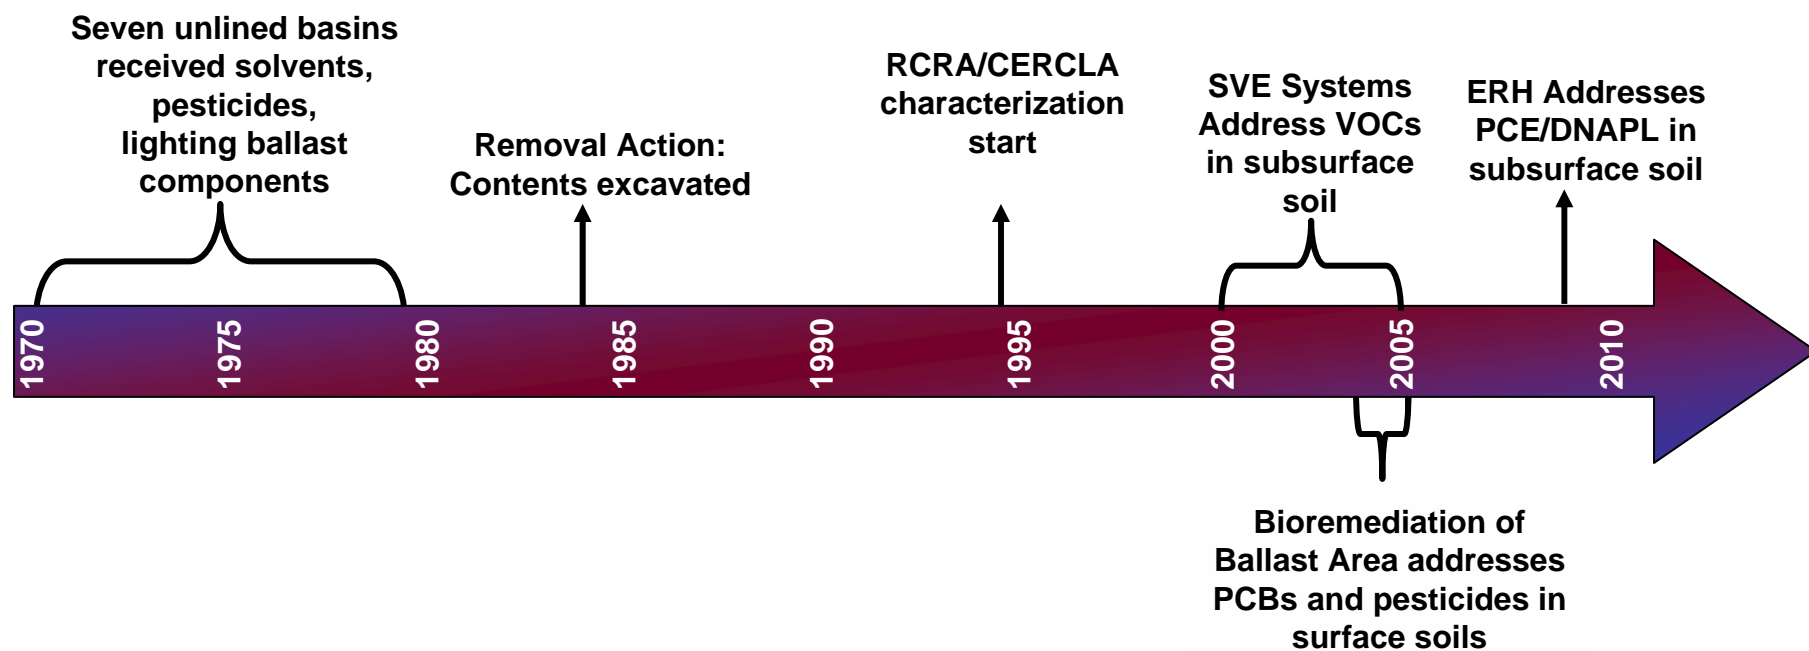 Seven unlined basins
received solvents,
pesticides,
lighting ballast
components
Removal Action:
Contents excavated
RCRA/CERCLA
characterization
start
SVE Systems
Address VOCs
in subsurface
soil
ERH Addresses
PCE/DNAPL in
subsurface soil
1970
1975
1980
1985
1990
1995
2000
2005
2010
Bioremediation of
Ballast Area addresses
PCBs and pesticides in
surface soils